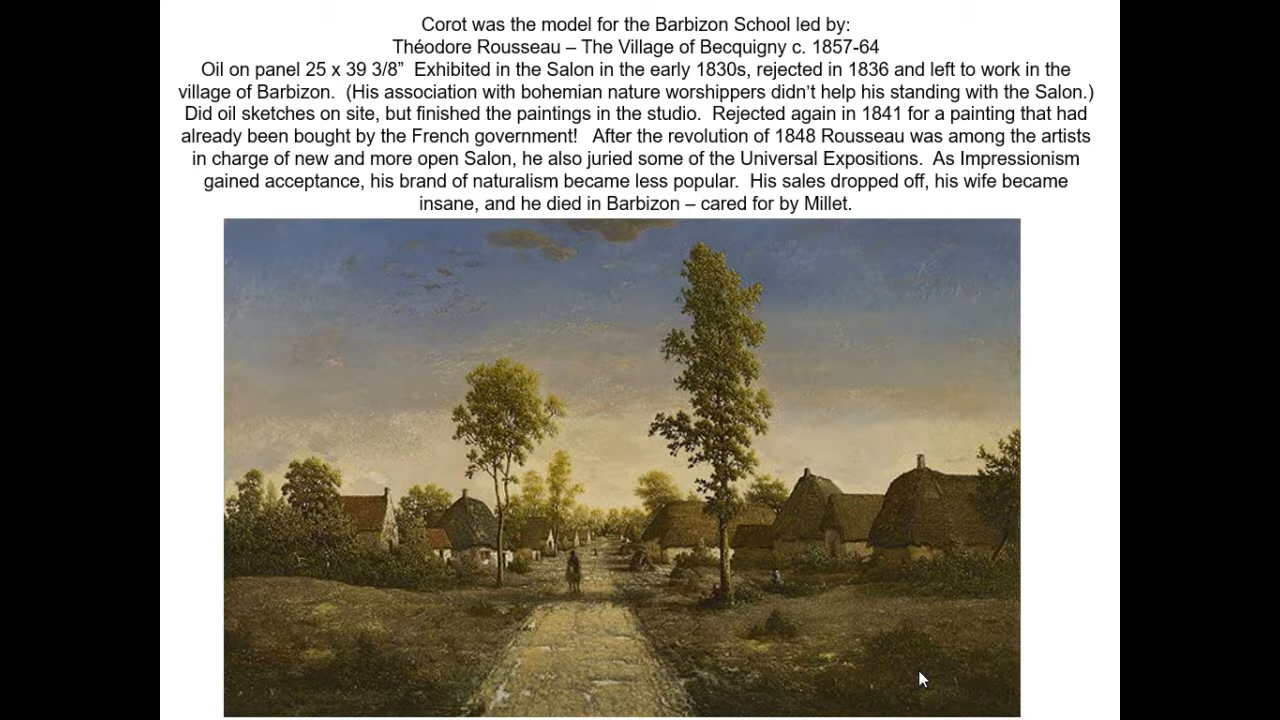 Corot was the model for the Barbizon School led by:
Théodore Rousseau – The Village of Becquigny c. 1857-64
Oil on panel 25 x 39 3/8”  Exhibited in the Salon in the early 1830s, rejected in 1836 and left to work in the
village of Barbizon.  (His association with bohemian nature worshippers didn’t help his standing with the Salon.)
Did oil sketches on site, but finished the paintings in the studio.  Rejected again in 1841 for a painting that had
already been bought by the French government!   After the revolution of 1848 Rousseau was among the artists
in charge of new and more open Salon, he also juried some of the Universal Expositions.  As Impressionism
gained acceptance, his brand of naturalism became less popular.  His sales dropped off, his wife became
insane, and he died in Barbizon – cared for by Millet.